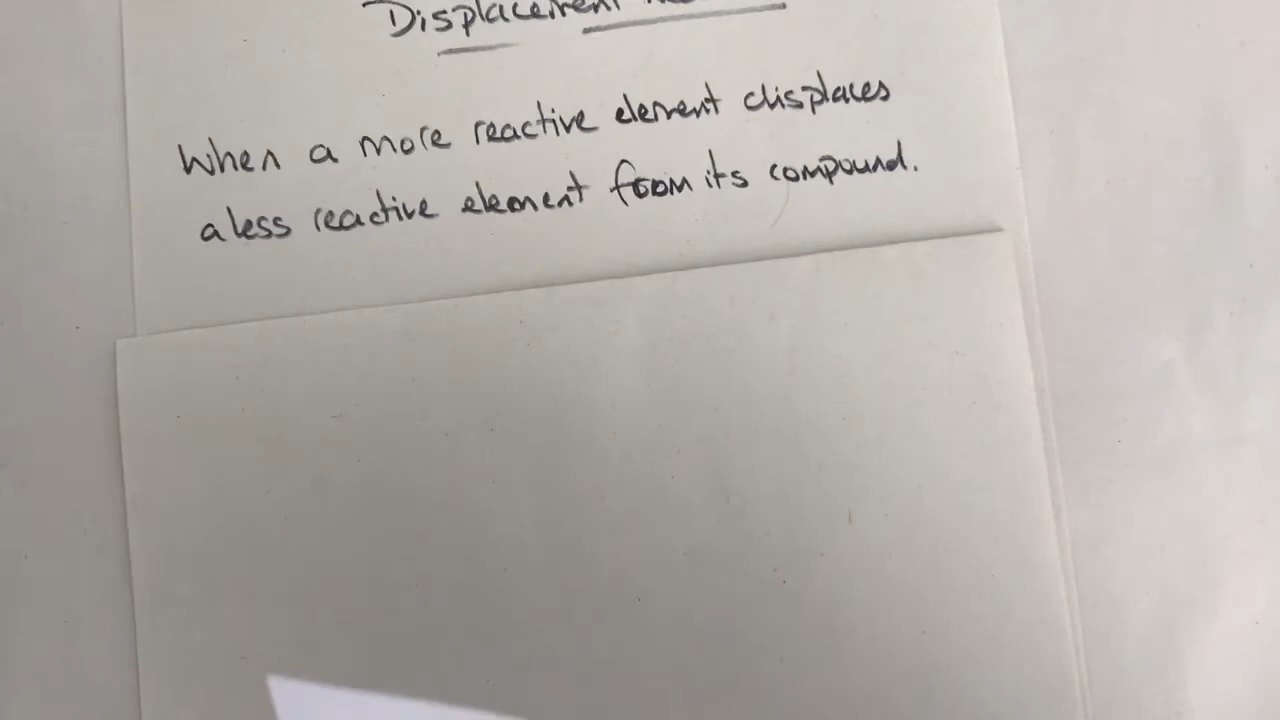 Displacement
When a more reactive element displaces
a less reactive element from its compound.